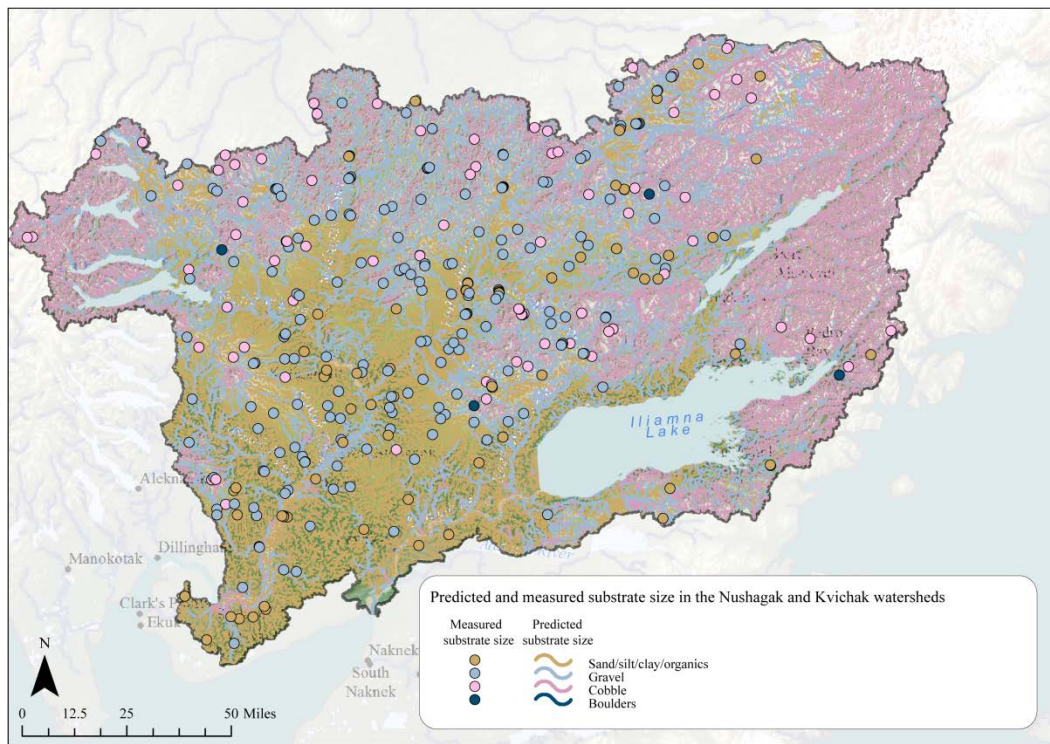 Iliamna
Lake
Manokotak
Dillingham
Clark's P
Ekuk
Naknek
South
Naknek
Predicted and measured substrate size in the Nushagak and Kvichak watersheds
Measured Predicted
substrate size substrate size
Sand/silt/clay/organics
Gravel
Cobble
Boulders
N
0 12.5 25 50 Miles